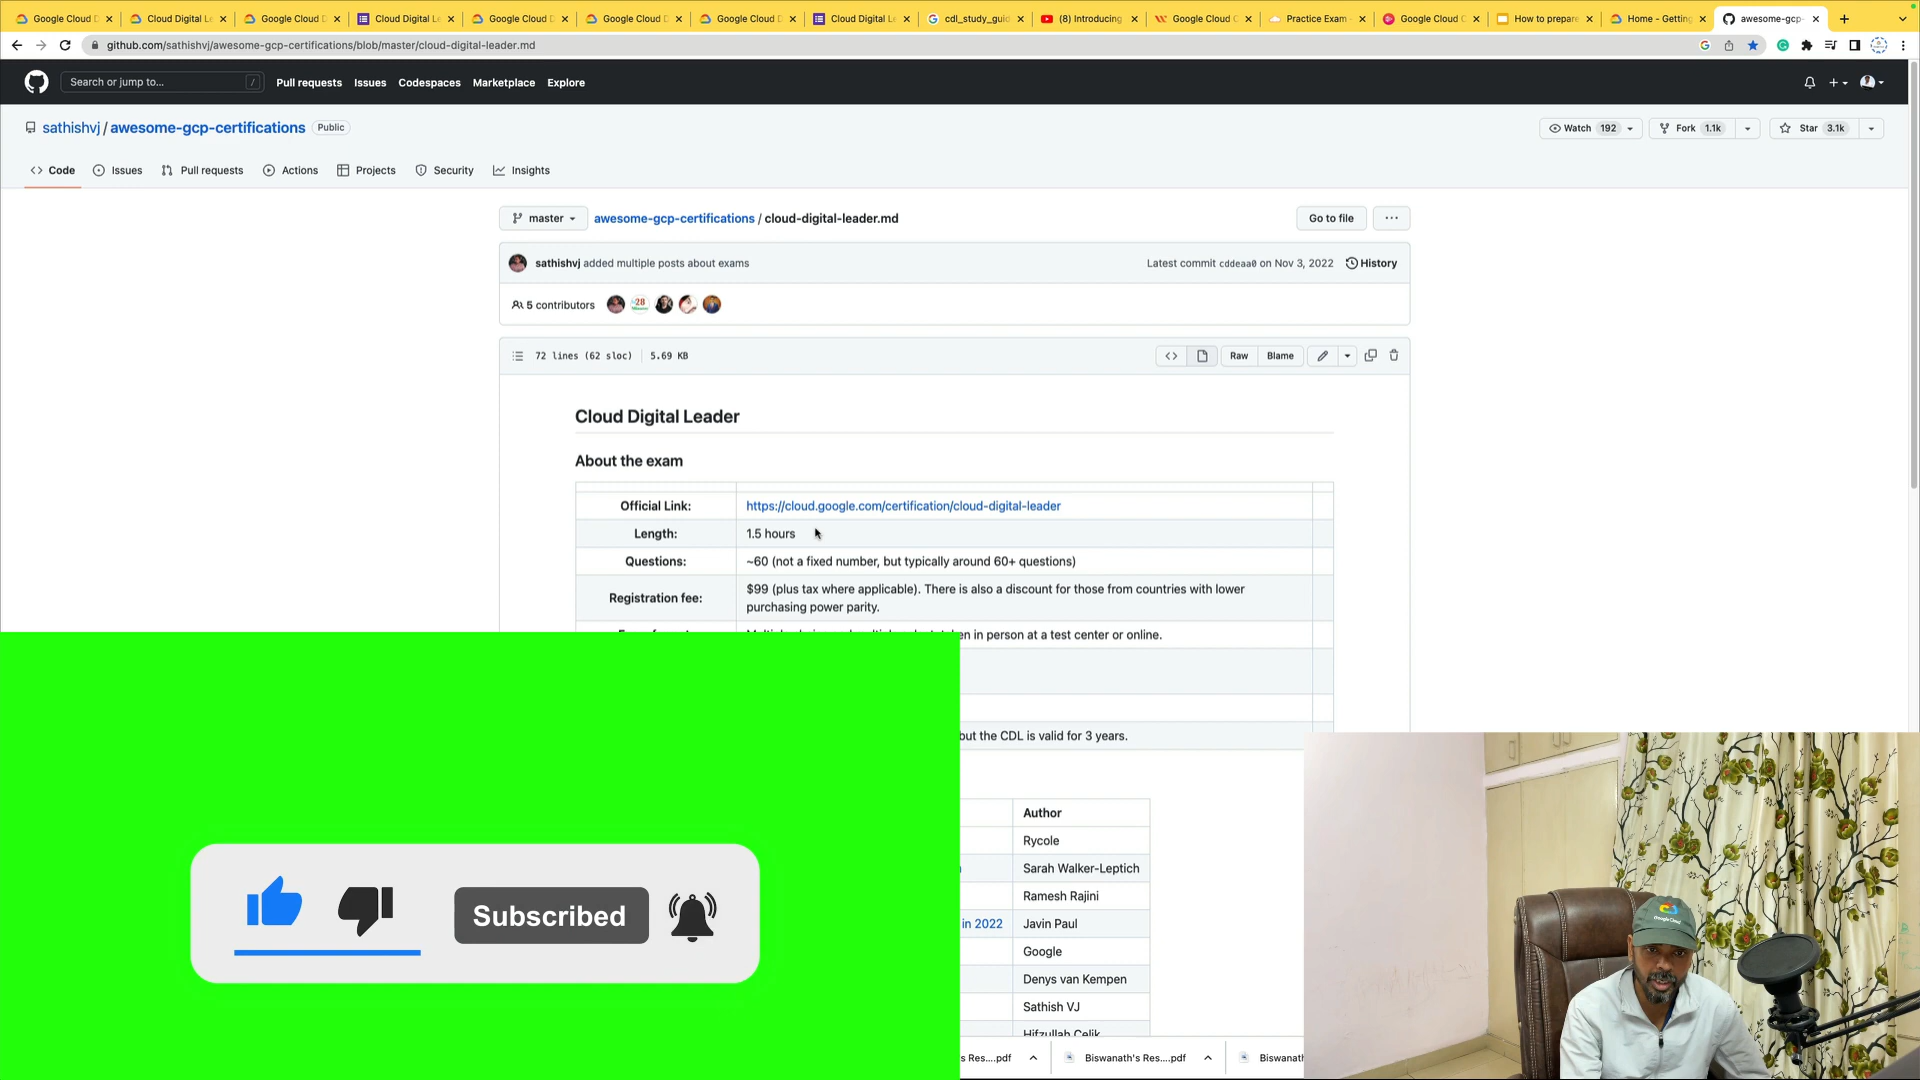 Google Cloud D
Cloud Digital Le
Google Cloud D
Cloud Digital Le
Google Cloud D
Google Cloud D
Google Cloud D
Cloud Digital Le
cdl_study_guid
(8) Introducing
Google Cloud C
Practice Exam -
Google Cloud C
How to prepare
Home - Getting
awesome-gcp-
github.com/sathishvj/awesome-gcp-certifications/blob/master/cloud-digital-leader.md
Search or jump to... /
Pull requests Issues Codespaces Marketplace Explore
sathishvj / awesome-gcp-certifications Public
Watch 192 Fork 1.1k Star 3.1k
Code Issues Pull requests Actions Projects Security Insights
master awesome-gcp-certifications / cloud-digital-leader.md Go to file ...
sathishvj added multiple posts about exams Latest commit cddeaa0 on Nov 3, 2022 History
5 contributors
72 lines (62 sloc) 5.69 KB Raw Blame
Cloud Digital Leader
About the exam
Official Link: https://cloud.google.com/certification/cloud-digital-leader
Length: 1.5 hours
Questions: ~60 (not a fixed number, but typically around 60+ questions)
Registration fee: $99 (plus tax where applicable). There is also a discount for those from countries with lower
purchasing power parity.
en in person at a test center or online.
but the CDL is valid for 3 years.
Author
Rycole
Sarah Walker-Leptich
Ramesh Rajini
in 2022 Javin Paul
Google
Denys van Kempen
Sathish VJ
Hifzullah Celik
Subscribed
s Res....pdf
Biswanath's Res....pdf
Biswanath
Google Cloud